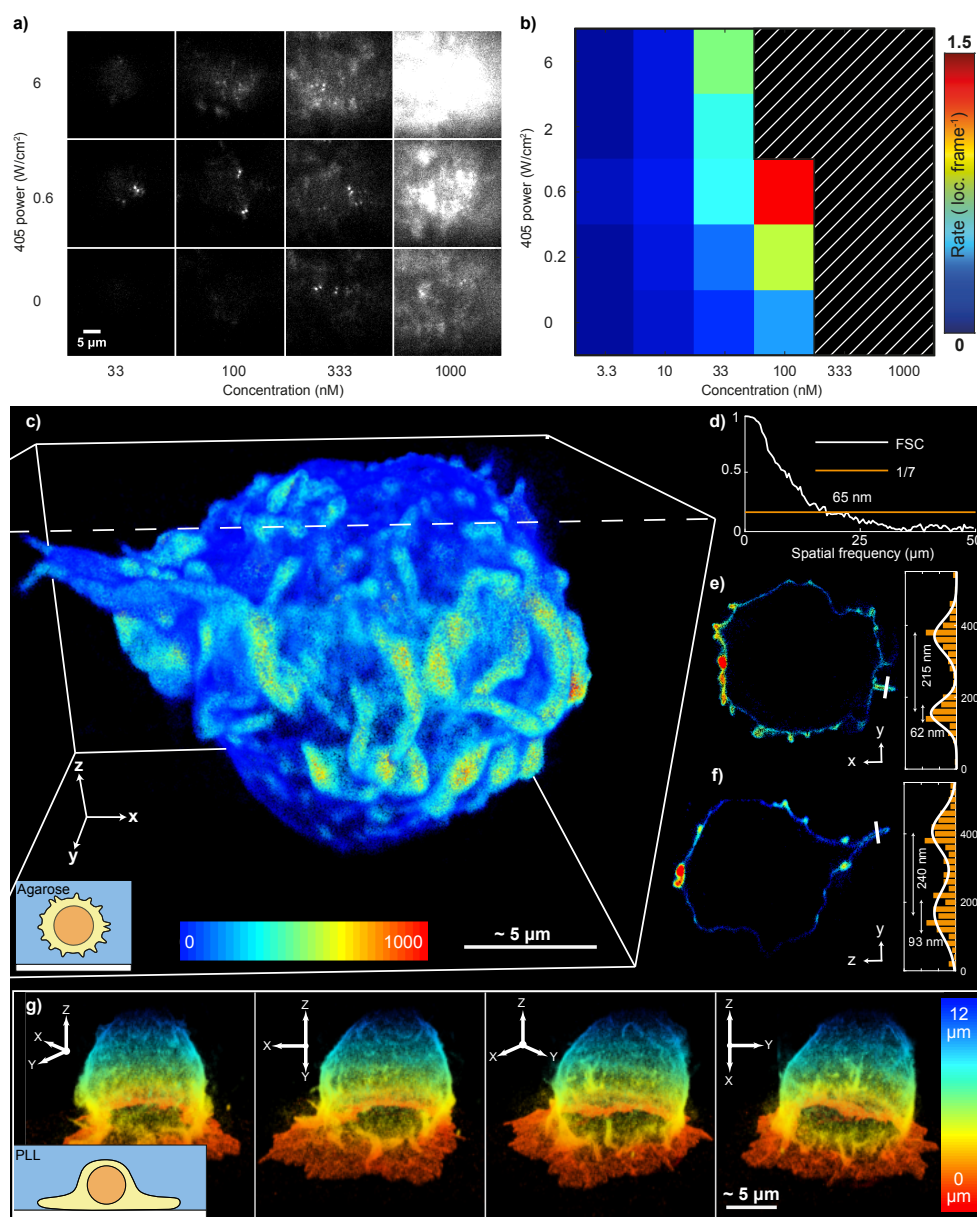 a)
405 power (W/cm²)
6
0.6
0
5 µm
33 100 333 1000
Concentration (nM)
b)
405 power (W/cm²)
6
2
0.6
0.2
0
3.3 10 33 100 333 1000
Concentration (nM)
1.5
Rate ( loc. frame⁻¹)
0
c)
z
x
y
Agarose
0 1000
~ 5 µm
d)
1
0.5
0
FSC
1/7
65 nm
0 25 50
Spatial frequency (µm)
e)
y
x
215 nm
62 nm
400
200
0
f)
y
z
240 nm
93 nm
400
200
0
g)
Z
X
Y
Z
X
Y
Z
X
Y
Z
Y
X
PLL
~ 5 µm
12
µm
0
µm